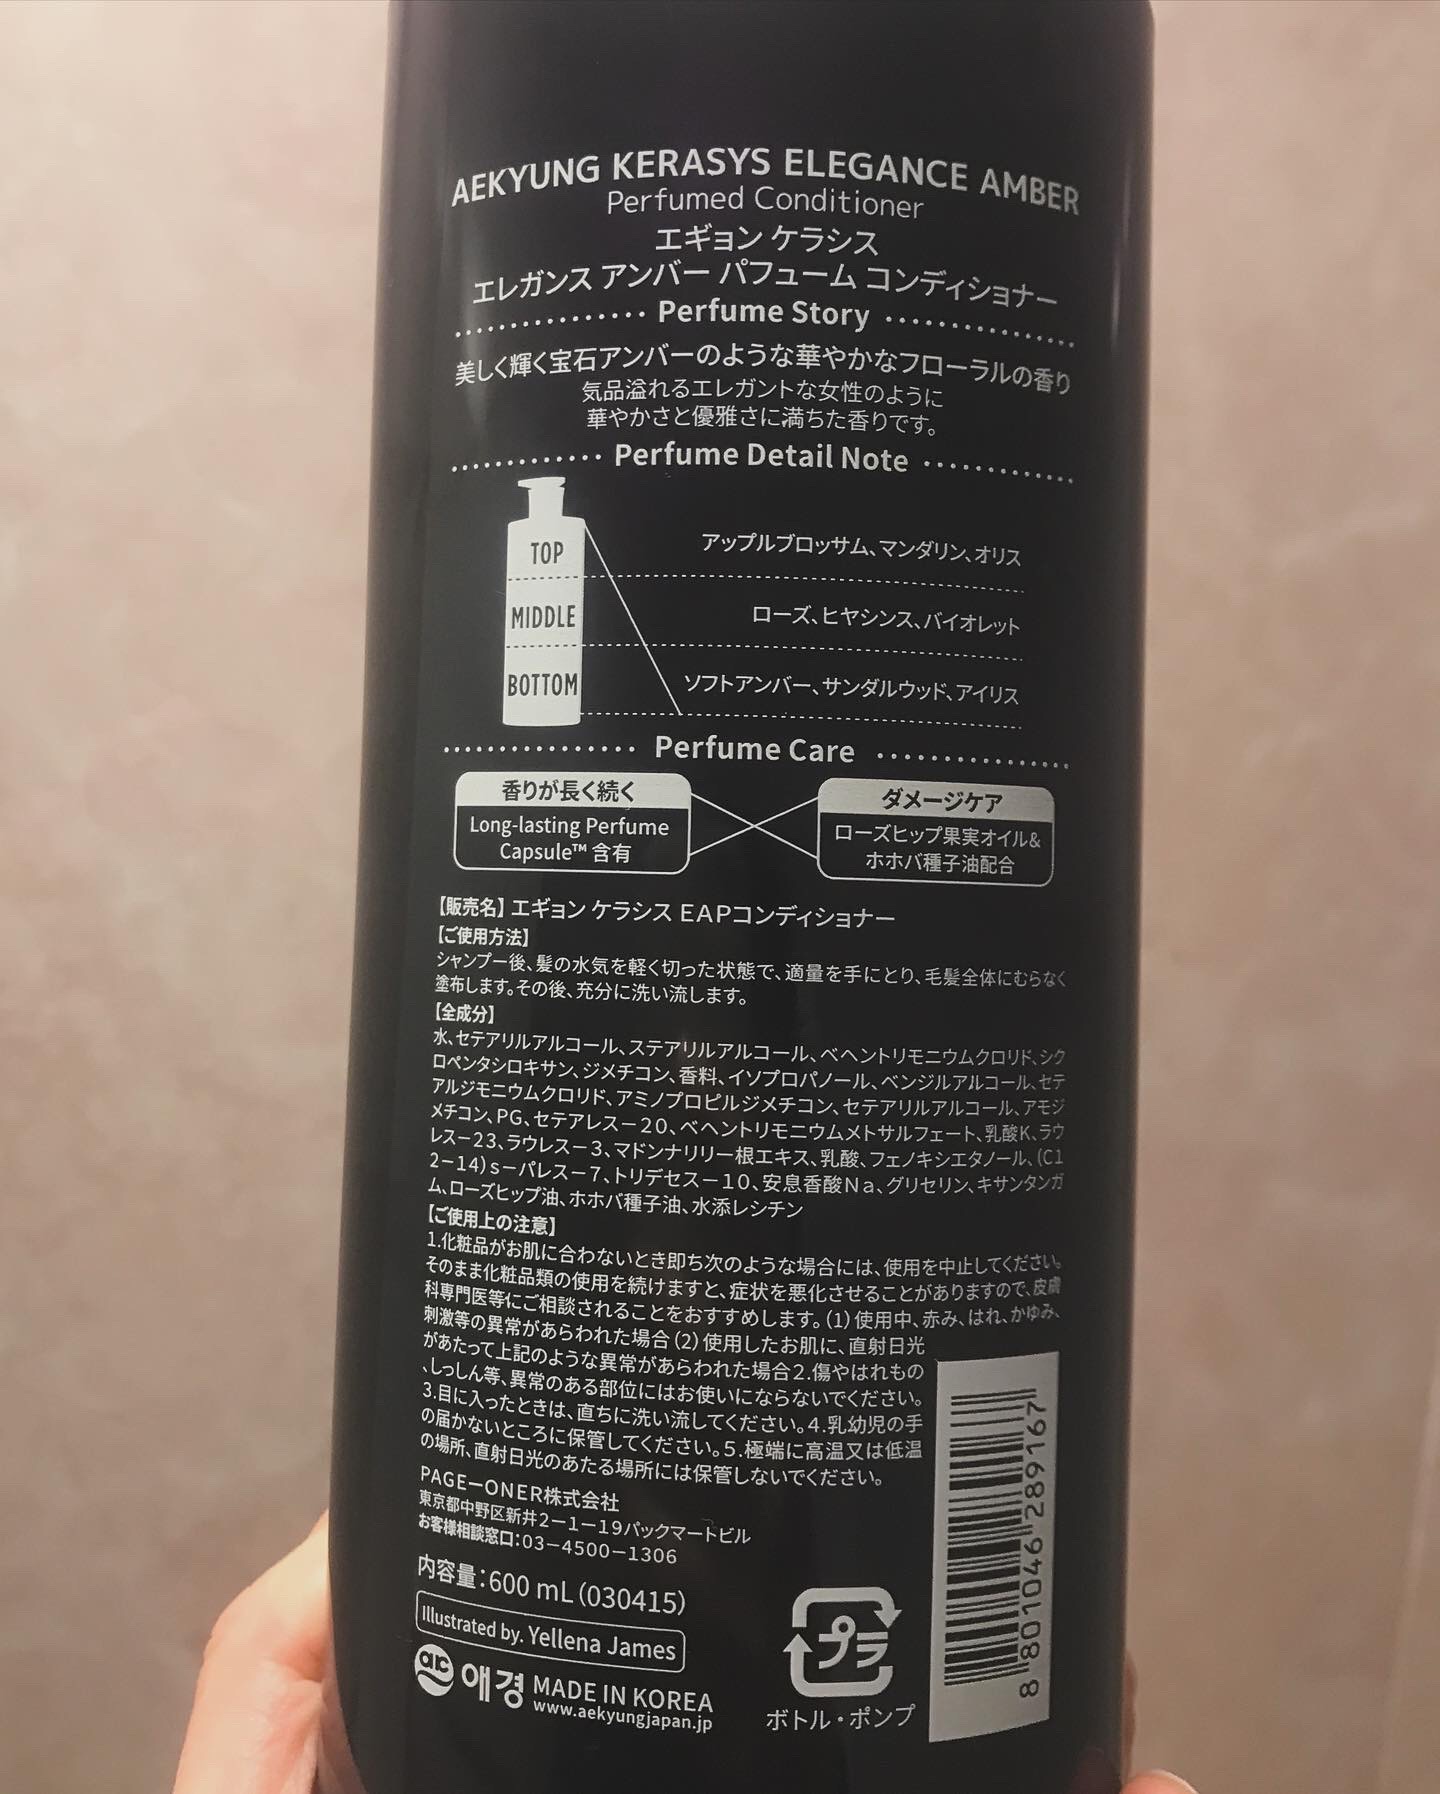 AEKYUNG KERASYS ELEGANCE AMBER
Perfumed Conditioner
エギョン ケラシス
エレガンス アンバー パフューム コンディショナー
Perfume Story
美しく輝く宝石アンバーのような華やかなフローラルの香り
気品溢れるエレガントな女性のように
華やかさと優雅さに満ちた香りです。
Perfume Detail Note
TOP
アップルブロッサム、マンダリン、オリス
MIDDLE
ローズ、ヒヤシンス、バイオレット
BOTTOM
ソフトアンバー、サンダルウッド、アイリス
Perfume Care
香りが長く続く
Long-lasting Perfume
Capsule™ 含有
ダメージケア
ローズヒップ果実オイル&
ホホバ種子油配合
【販売名】エギョン ケラシス EAPコンディショナー
【ご使用方法】
シャンプー後、髪の水気を軽く切った状態で、適量を手にとり、毛髪全体にむらなく
塗布します。その後、充分に洗い流します。
【全成分】
水、セテアリルアルコール、ステアリルアルコール、ベヘントリモニウムクロリド、シク
ロペンタシロキサン、ジメチコン、香料、イソプロパノール、ベンジルアルコール、セテ
アルジモニウムクロリド、アミノプロピルジメチコン、セテアリルアルコール、アモジ
メチコン、PG、セテアレス－20、ベヘントリモニウムメトサルフェート、乳酸K、ラウ
レス－23、ラウレス－3、マドンナリリー根エキス、乳酸、フェノキシエタノール、(C1
2－14)s－パレス－7、トリデセス－10、安息香酸Na、グリセリン、キサンタンガ
ム、ローズヒップ油、ホホバ種子油、水添レシチン
【ご使用上の注意】
1.化粧品がお肌に合わないとき即ち次のような場合には、使用を中止してください。
そのまま化粧品類の使用を続けますと、症状を悪化させることがありますので、皮膚
科専門医等にご相談されることをおすすめします。(1)使用中、赤み、はれ、かゆみ、
刺激等の異常があらわれた場合(2)使用したお肌に、直射日光
があたって上記のような異常があらわれた場合2.傷やはれもの
、しっしん等、異常のある部位にはお使いにならないでください。
3.目に入ったときは、直ちに洗い流してください。4.乳幼児の手
の届かないところに保管してください。5.極端に高温又は低温
の場所、直射日光のあたる場所には保管しないでください。
PAGE－ONER株式会社
東京都中野区新井2－1－19パックマートビル
お客様相談窓口:03－4500－1306
内容量:600 mL(030415)
Illustrated by. Yellena James
aic 애경 MADE IN KOREA
www.aekyungjapan.jp
プラ
ボトル・ポンプ
8 801046 289167